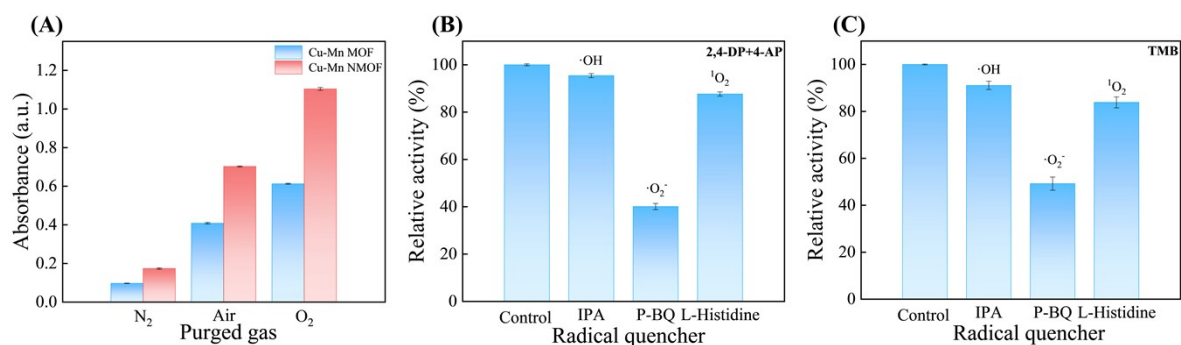 (A)
Cu-Mn MOF
Cu-Mn NMOF
1.2
1.0
0.8
0.6
0.4
0.2
0.0
Absorbance (a.u.)
N₂
Air
O₂
Purged gas
(B)
2,4-DP+4-AP
100
80
60
40
20
0
Relative activity (%)
·OH
·O₂⁻
¹O₂
Control
IPA
P-BQ
L-Histidine
Radical quencher
(C)
TMB
100
80
60
40
20
0
Relative activity (%)
·OH
·O₂⁻
¹O₂
Control
IPA
P-BQ
L-Histidine
Radical quencher